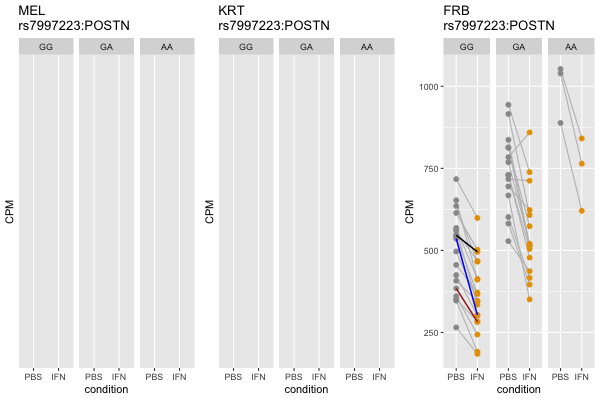 MEL
rs7997223:POSTN
GG GA AA
CPM
PBS IFN PBS IFN PBS IFN
condition
KRT
rs7997223:POSTN
GG GA AA
CPM
PBS IFN PBS IFN PBS IFN
condition
FRB
rs7997223:POSTN
GG GA AA
1000
750
500
250
CPM
PBS IFN PBS IFN PBS IFN
condition